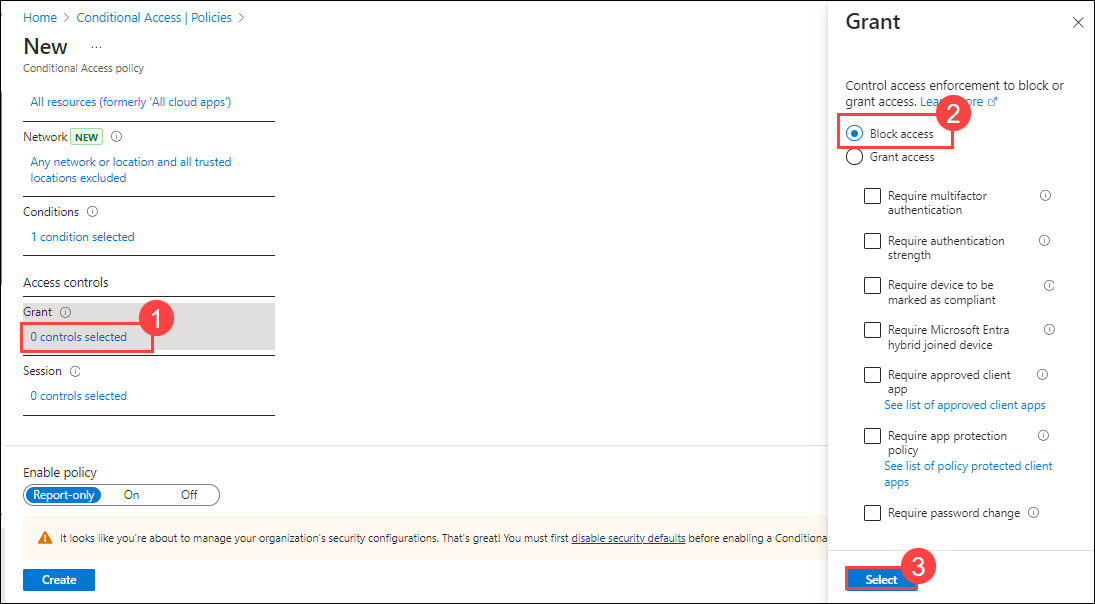 Home > Conditional Access | Policies >
New ...
Conditional Access policy
All resources (formerly 'All cloud apps')
Network NEW
Any network or location and all trusted
locations excluded
Conditions
1 condition selected
Access controls
Grant
1
0 controls selected
Session
0 controls selected
Enable policy
Report-only On Off
It looks like you're about to manage your organization's security configurations. That's great! You must first disable security defaults before enabling a Conditiona
Create
Grant
Control access enforcement to block or
grant access.
2
Block access
Grant access
Require multifactor
authentication
Require authentication
strength
Require device to be
marked as compliant
Require Microsoft Entra
hybrid joined device
Require approved client
app
See list of approved client apps
Require app protection
policy
See list of policy protected client
apps
Require password change
3
Select